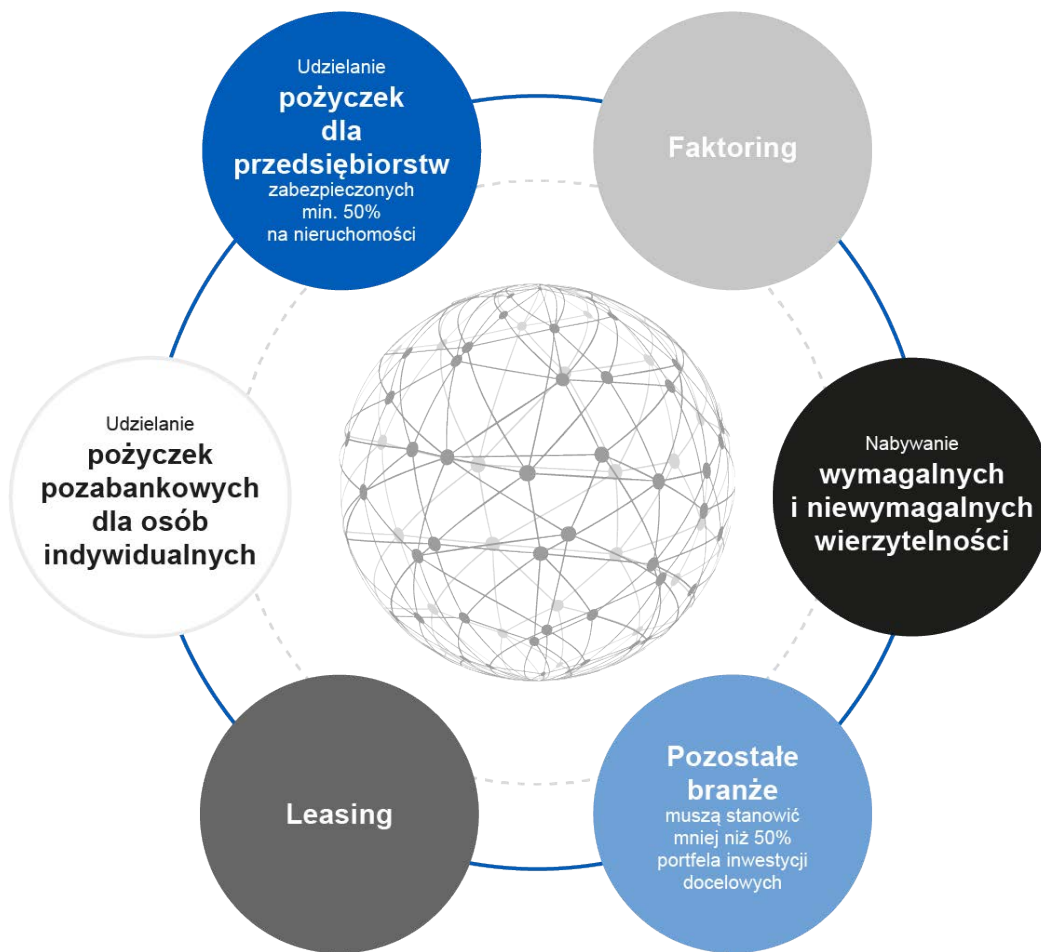 Udzielanie
pożyczek
dla
przedsiębiorstw
zabezpieczonych
min. 50%
na nieruchomości
Faktoring
Udzielanie
pożyczek
pozabankowych
dla osób
indywidualnych
Nabywanie
wymagalnych
i niewymagalnych
wierzytelności
Leasing
Pozostałe
branże
muszą stanowić
mniej niż 50%
portfela inwestycji
docelowych